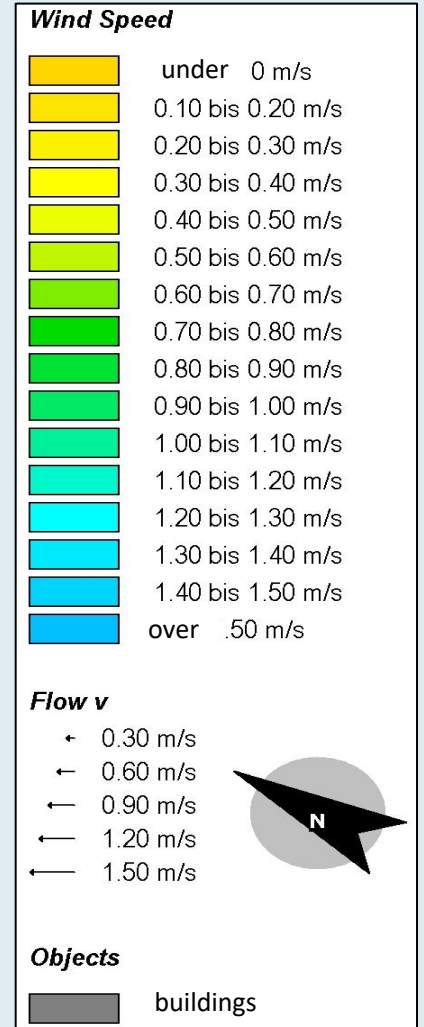 Wind Speed
under 0 m/s
0.10 bis 0.20 m/s
0.20 bis 0.30 m/s
0.30 bis 0.40 m/s
0.40 bis 0.50 m/s
0.50 bis 0.60 m/s
0.60 bis 0.70 m/s
0.70 bis 0.80 m/s
0.80 bis 0.90 m/s
0.90 bis 1.00 m/s
1.00 bis 1.10 m/s
1.10 bis 1.20 m/s
1.20 bis 1.30 m/s
1.30 bis 1.40 m/s
1.40 bis 1.50 m/s
over .50 m/s
Flow v
0.30 m/s
0.60 m/s
0.90 m/s
1.20 m/s
1.50 m/s
N
Objects
buildings